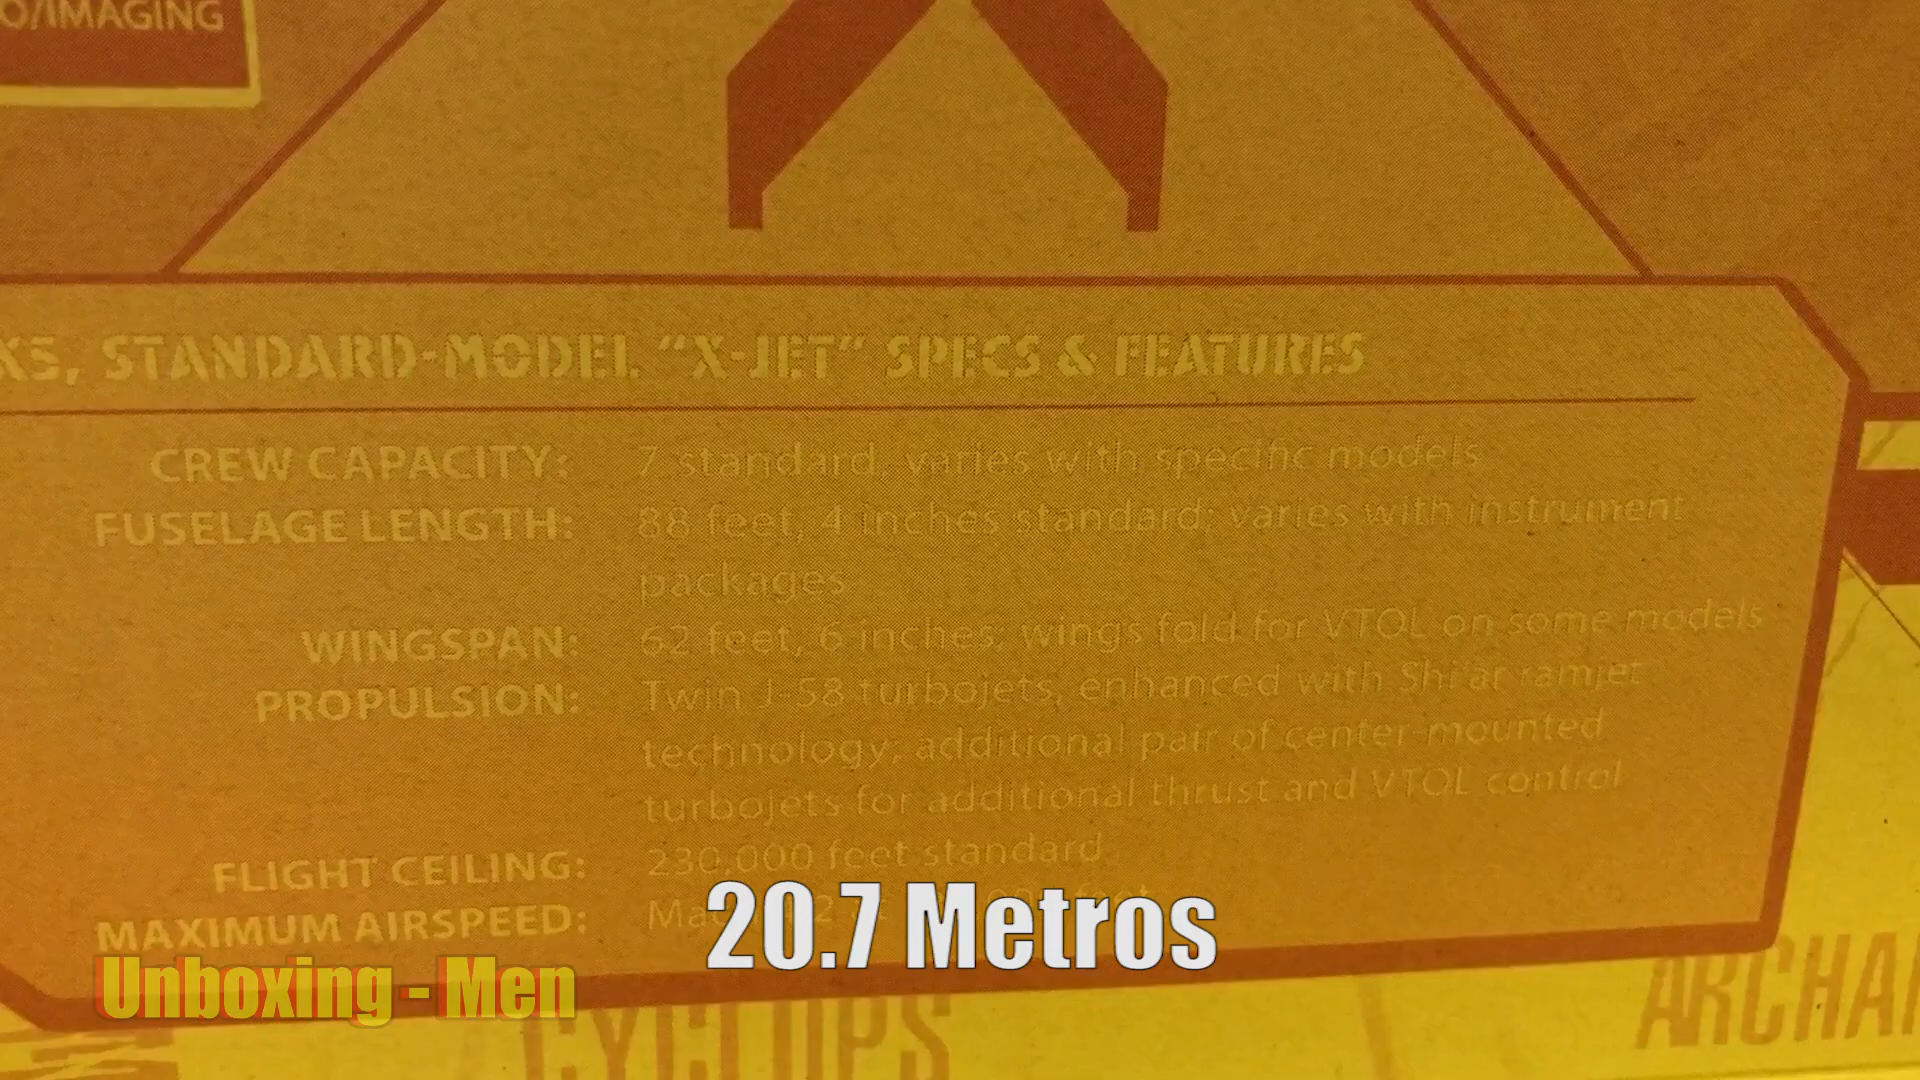 O/IMAGING
KS, STANDARD-MODEL "X-JET" SPECS & FEATURES
CREW CAPACITY: 7 standard, varies with specific models
FUSELAGE LENGTH: 88 feet, 4 inches standard; varies with instrument
packages
WINGSPAN: 62 feet, 6 inches; wings fold for VTOL on some models
PROPULSION: Twin J-58 turbojets, enhanced with Shi'ar ramjet
technology; additional pair of center-mounted
turbojets for additional thrust and VTOL control
FLIGHT CEILING: 230,000 feet standard
MAXIMUM AIRSPEED:
20.7 Metros
Unboxing - Men
CYCLOPS
ARCHA